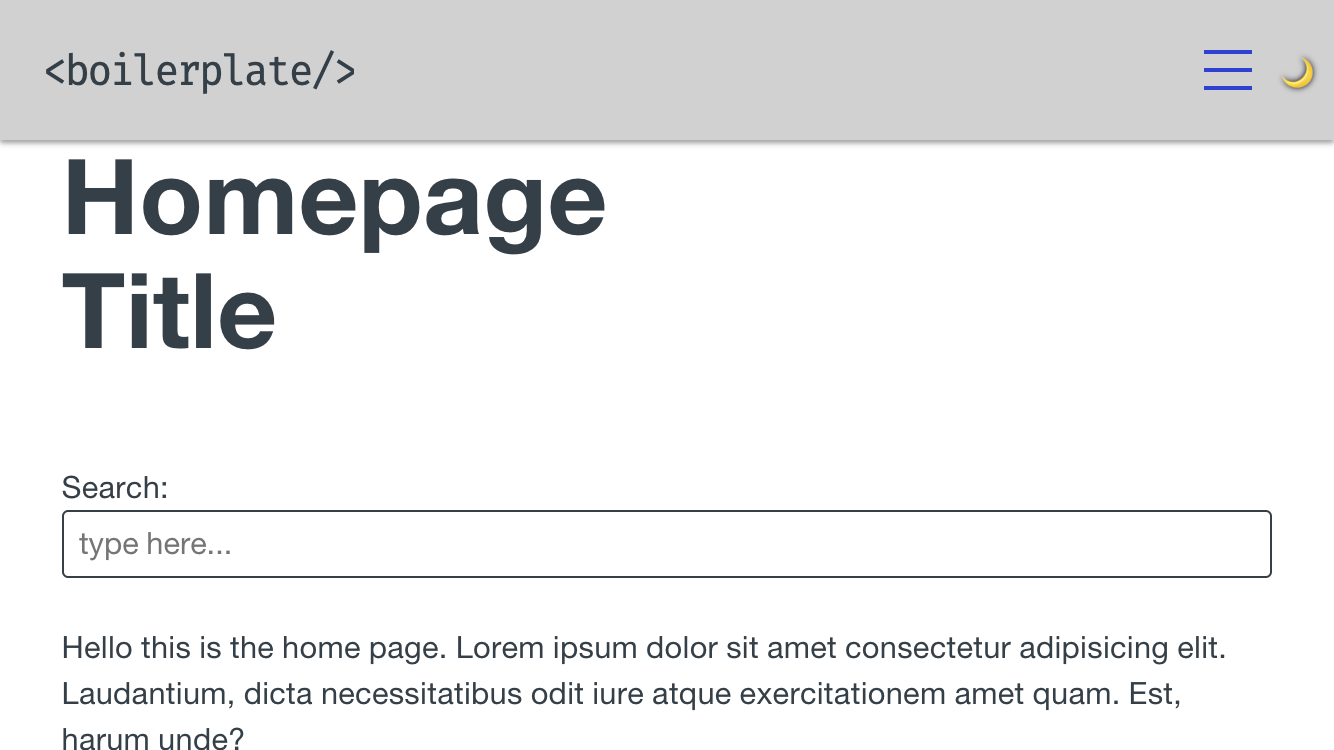 <boilerplate/>
Homepage
Title
Search:
type here...
Hello this is the home page. Lorem ipsum dolor sit amet consectetur adipisicing elit.
Laudantium, dicta necessitatibus odit iure atque exercitationem amet quam. Est,
harum unde?